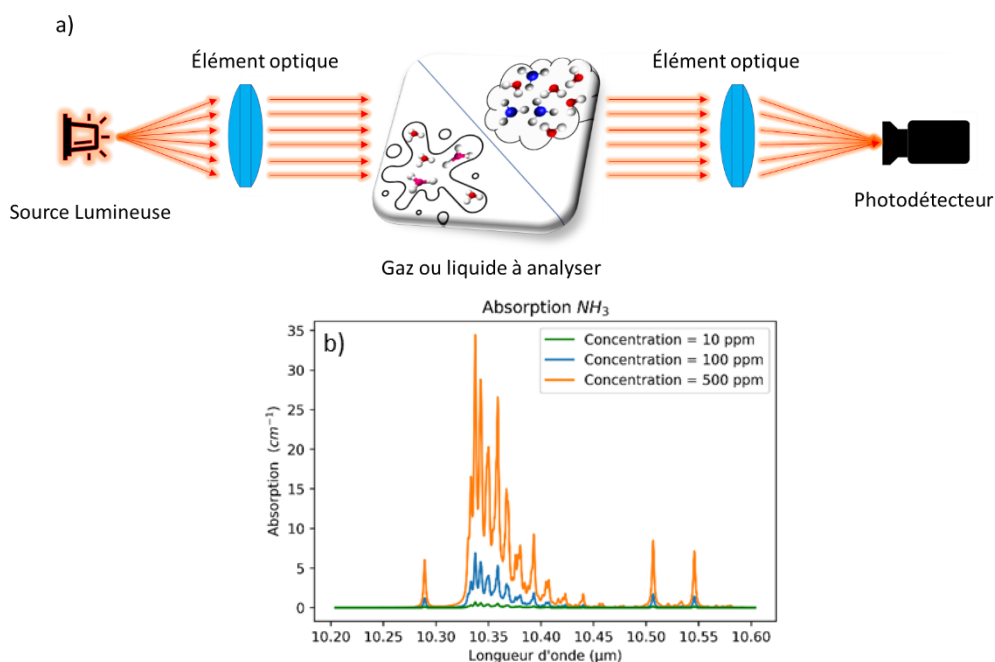 a)
Élément optique
Élément optique
Source Lumineuse
Photodétecteur
Gaz ou liquide à analyser
Absorption NH₃
b)
Concentration = 10 ppm
Concentration = 100 ppm
Concentration = 500 ppm
Absorption (cm⁻¹)
35
30
25
20
15
10
5
0
10.20 10.25 10.30 10.35 10.40 10.45 10.50 10.55 10.60
Longueur d'onde (µm)